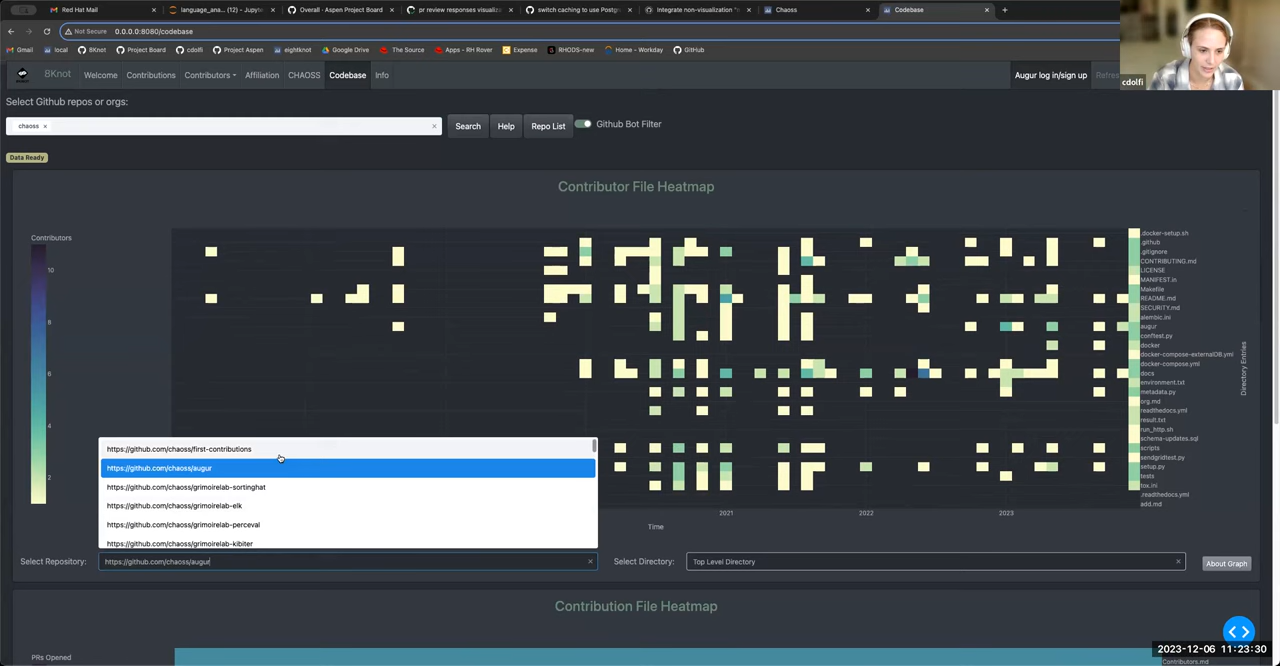 Red Hat Mail
language_ana... (12) - Jupyte
Overall · Aspen Project Board
pr review responses visualiz
switch caching to use Postgr
Integrate non-visualization "
Chaoss
Codebase
Not Secure
0.0.0.0:8080/codebase
Gmail
local
8Knot
Project Board
cdolfi
Project Aspen
eightknot
Google Drive
The Source
Apps - RH Rover
Expense
RHODS-new
Home - Workday
GitHub
cdolfi
8Knot
Welcome
Contributions
Contributors
Affiliation
CHAOSS
Codebase
Info
Augur log in/sign up
Refres
Select Github repos or orgs:
chaoss
Search
Help
Repo List
Github Bot Filter
Data Ready
Contributor File Heatmap
Contributors
10
8
6
4
2
.docker-setup.sh
.github
.gitignore
CONTRIBUTING.md
LICENSE
MANIFEST.in
Makefile
README.md
SECURITY.md
alembic.ini
augur
conftest.py
docker
docker-compose-externalDB.yml
docker-compose.yml
docs
environment.txt
metadata.py
org.md
readthedocs.yml
result.txt
run_http.sh
schema-updates.sql
scripts
sendgridtest.py
setup.py
tests
tox.ini
.readthedocs.yml
add.md
Directory Entries
2021
2022
2023
Time
https://github.com/chaoss/first-contributions
https://github.com/chaoss/augur
https://github.com/chaoss/grimoirelab-sortinghat
https://github.com/chaoss/grimoirelab-elk
https://github.com/chaoss/grimoirelab-perceval
https://github.com/chaoss/grimoirelab-kibiter
Select Repository:
https://github.com/chaoss/augur
Select Directory:
Top Level Directory
About Graph
Contribution File Heatmap
PRs Opened
2023-12-06 11:23:30
Contributors.md